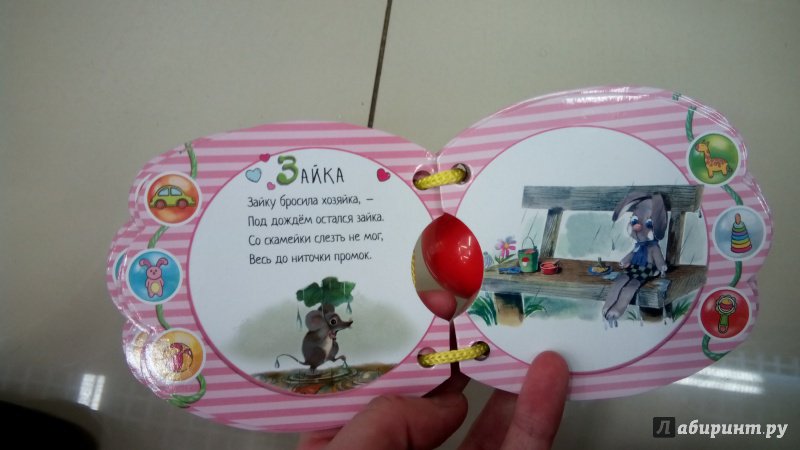 ЗАЙКА
Зайку бросила хозяйка, —
Под дождём остался зайка.
Со скамейки слезть не мог,
Весь до ниточки промок.
Лабиринт.ру